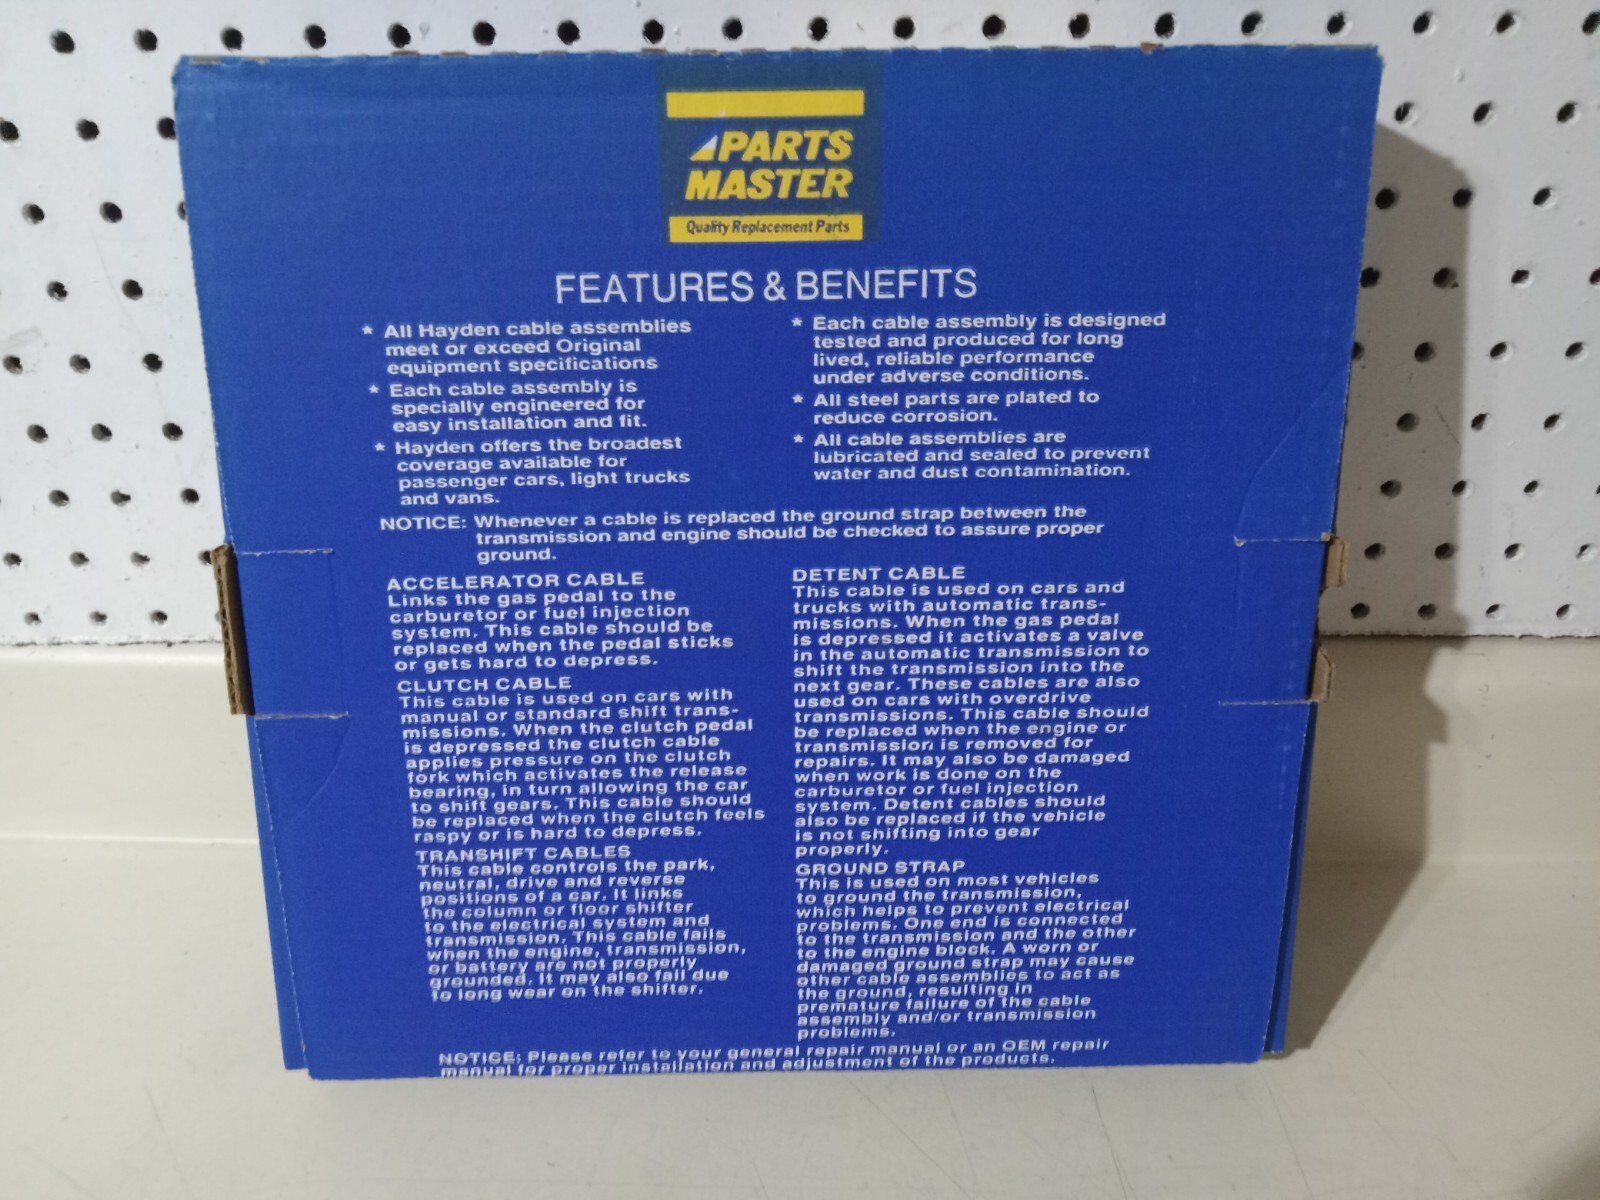 PARTS
MASTER
Quality Replacement Parts
FEATURES & BENEFITS
* All Hayden cable assemblies
meet or exceed Original
equipment specifications
* Each cable assembly is
specially engineered for
easy installation and fit.
* Hayden offers the broadest
coverage available for
passenger cars, light trucks
and vans.
* Each cable assembly is designed
tested and produced for long
lived, reliable performance
under adverse conditions.
* All steel parts are plated to
reduce corrosion.
* All cable assemblies are
lubricated and sealed to prevent
water and dust contamination.
NOTICE: Whenever a cable is replaced the ground strap between the
transmission and engine should be checked to assure proper
ground.
ACCELERATOR CABLE
Links the gas pedal to the
carburetor or fuel injection
system. This cable should be
replaced when the pedal sticks
or gets hard to depress.
CLUTCH CABLE
This cable is used on cars with
manual or standard shift trans-
missions. When the clutch pedal
is depressed the clutch cable
applies pressure on the clutch
fork which activates the release
bearing, in turn allowing the car
to shift gears. This cable should
be replaced when the clutch feels
raspy or is hard to depress.
TRANSHIFT CABLES
This cable controls the park,
neutral, drive and reverse
positions of a car. It links
the column or floor shifter
to the electrical system and
transmission. This cable fails
when the engine, transmission,
or battery are not properly
grounded. It may also fail due
to long wear on the shifter.
DETENT CABLE
This cable is used on cars and
trucks with automatic trans-
missions. When the gas pedal
is depressed it activates a valve
in the automatic transmission to
shift the transmission into the
next gear. These cables are also
used on cars with overdrive
transmissions. This cable should
be replaced when the engine or
transmission is removed for
repairs. It may also be damaged
when work is done on the
carburetor or fuel injection
system. Detent cables should
also be replaced if the vehicle
is not shifting into gear
properly.
GROUND STRAP
This is used on most vehicles
to ground the transmission,
which helps to prevent electrical
problems. One end is connected
to the transmission and the other
to the engine block. A worn or
damaged ground strap may cause
other cable assemblies to act as
the ground, resulting in
premature failure of the cable
assembly and/or transmission
problems.
NOTICE: Please refer to your general repair manual or an OEM repair
manual for proper installation and adjustment of the products.